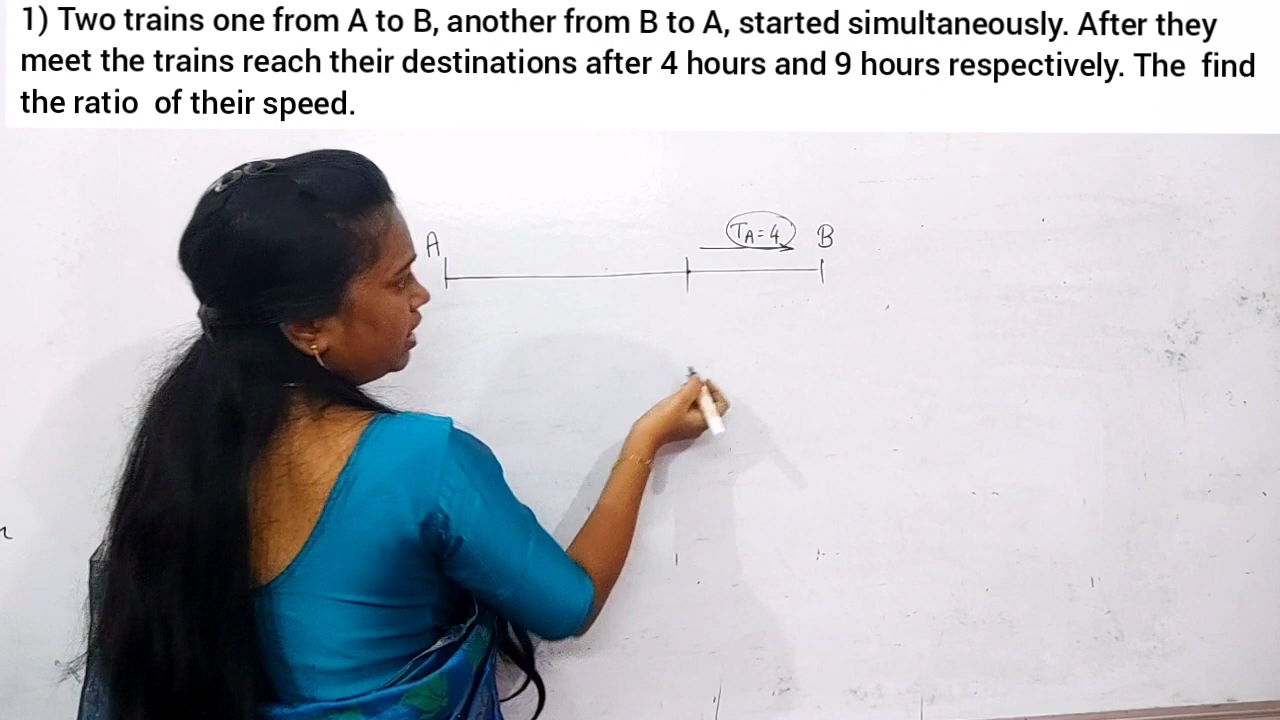 1) Two trains one from A to B, another from B to A, started simultaneously. After they
meet the trains reach their destinations after 4 hours and 9 hours respectively. The find
the ratio of their speed.
A TA=4 B